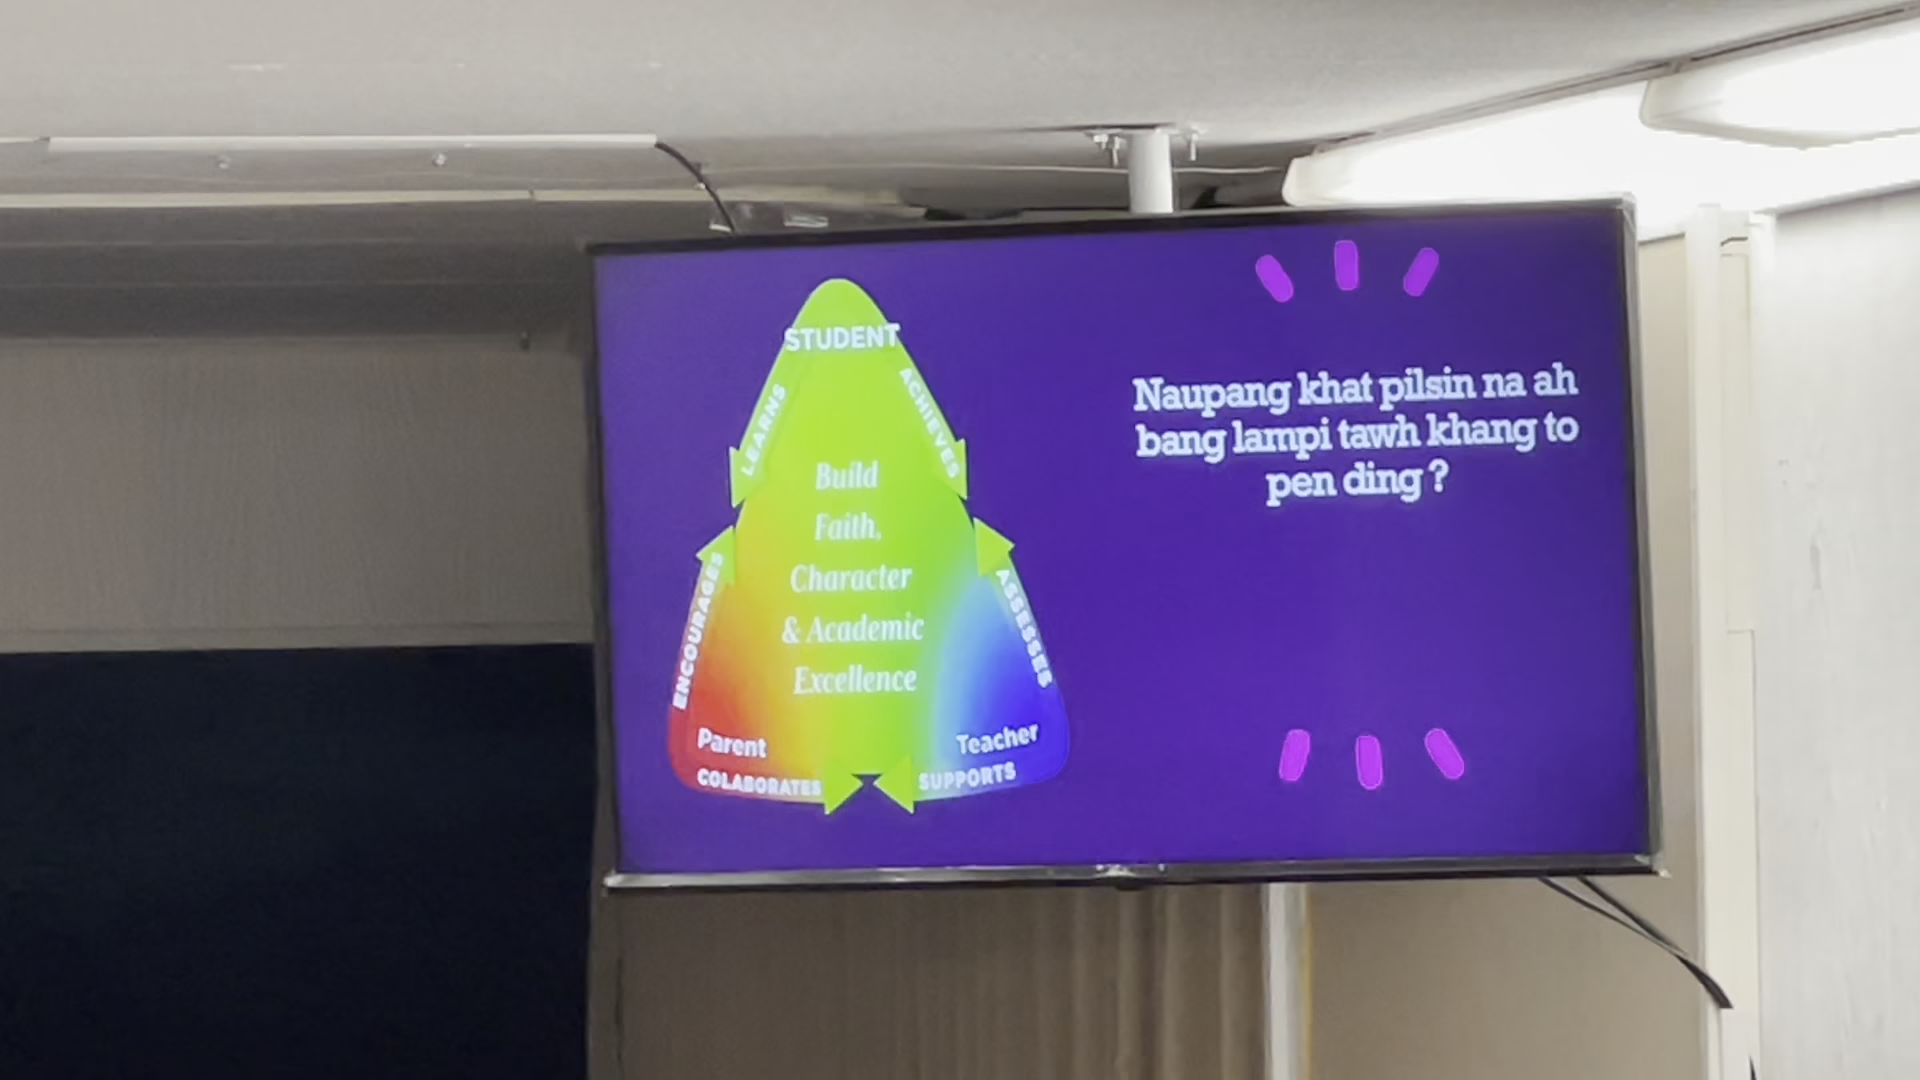 STUDENT
LEARNS
ACHIEVES
Build
Faith,
Character
& Academic
Excellence
ENCOURAGES
ASSESSES
Parent
Teacher
COLABORATES
SUPPORTS
Naupang khat pilsin na ah
bang lampi tawh khang to
pen ding ?